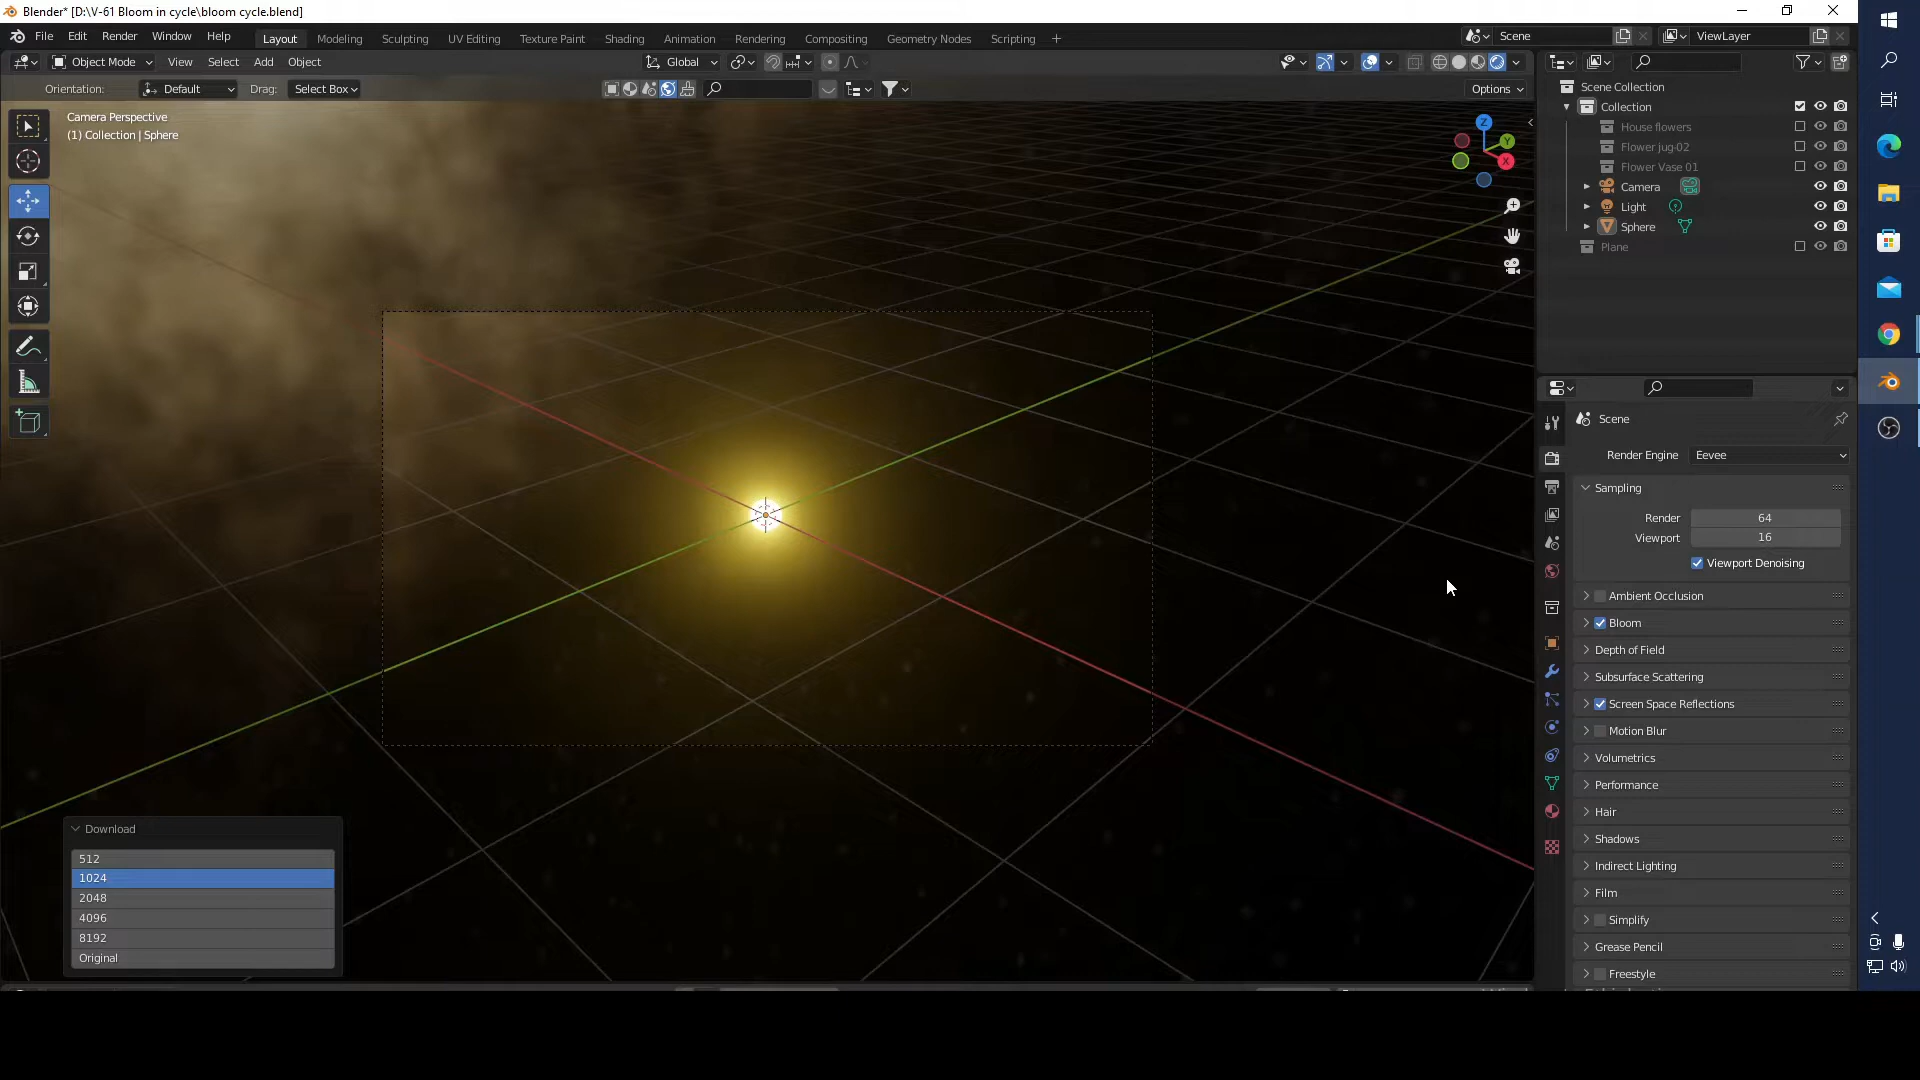 Blender* [D:\V-61 Bloom in cycle\bloom cycle.blend]
File Edit Render Window Help Layout Modeling Sculpting UV Editing Texture Paint Shading Animation Rendering Compositing Geometry Nodes Scripting + Scene ViewLayer
Object Mode View Select Add Object Global
Orientation: Default Drag: Select Box Options
Camera Perspective
(1) Collection | Sphere
Z
Y
X
Scene Collection
Collection
House flowers
Flower jug-02
Flower Vase 01
Camera
Light
Sphere
Plane
Scene
Render Engine Eevee
Sampling
Render 64
Viewport 16
Viewport Denoising
Ambient Occlusion
Bloom
Depth of Field
Subsurface Scattering
Screen Space Reflections
Motion Blur
Volumetrics
Performance
Hair
Shadows
Indirect Lighting
Film
Simplify
Grease Pencil
Freestyle
Download
512
1024
2048
4096
8192
Original